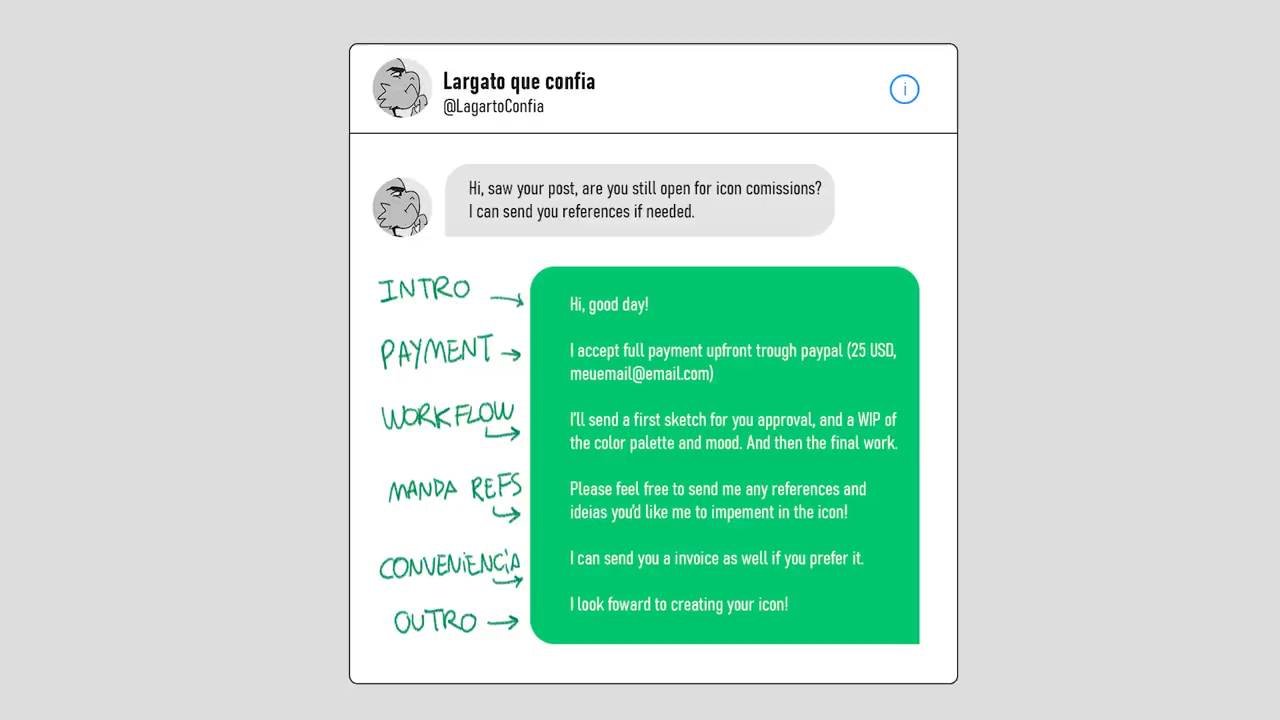 Largato que confia
@LagartoConfia
i
Hi, saw your post, are you still open for icon comissions?
I can send you references if needed.
INTRO
Hi, good day!
PAYMENT
I accept full payment upfront trough paypal (25 USD,
meuemail@email.com)
WORKFLOW
I'll send a first sketch for you approval, and a WIP of
the color palette and mood. And then the final work.
MANDA REFS
Please feel free to send me any references and
ideias you'd like me to impement in the icon!
CONVENIÊNCIA
I can send you a invoice as well if you prefer it.
OUTRO
I look foward to creating your icon!